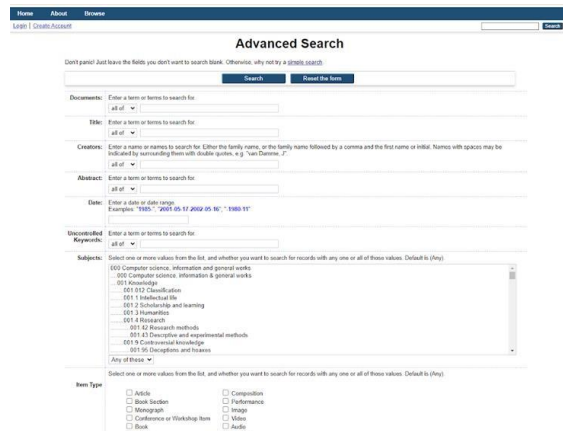 Home About Browse
Login | Create Account
Search
Advanced Search
Don't panic! Just leave the fields you don't want to search blank. Otherwise, why not try a simple search.
Search Reset the form
Documents: Enter a term or terms to search for.
all of
Title: Enter a term or terms to search for.
all of
Creators: Enter a name or names to search for. Either the family name, or the family name followed by a comma and the first name or initial. Names with spaces may be
indicated by surrounding them with double quotes, e.g. "van Damme, J".
all of
Abstract: Enter a term or terms to search for.
all of
Date: Enter a date or date range.
Examples: "1985-", "2001-05-17-2002-05-16", "-1980-11"
Uncontrolled Keywords: Enter a term or terms to search for.
all of
Subjects: Select one or more values from the list, and whether you want to search for records with any one or all of those values. Default is (Any).
000 Computer science, information and general works
000 Computer science, information & general works
001 Knowledge
001.012 Classification
001.1 Intellectual life
001.2 Scholarship and learning
001.3 Humanities
001.4 Research
001.42 Research methods
001.43 Descriptive and experimental methods
001.9 Controversial knowledge
001.95 Deceptions and hoaxes
Any of these
Select one or more values from the list, and whether you want to search for records with any one or all of those values. Default is (Any).
Item Type
Article Composition
Book Section Performance
Monograph Image
Conference or Workshop Item Video
Book Audio